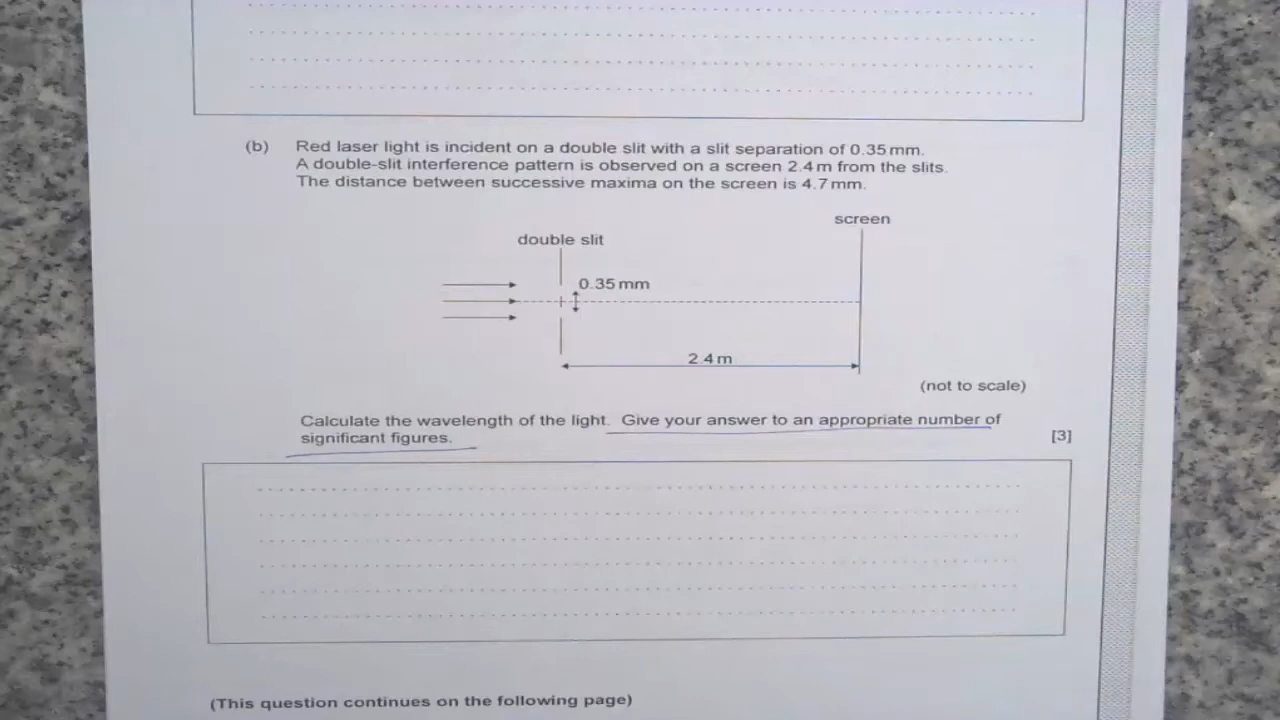 (b) Red laser light is incident on a double slit with a slit separation of 0.35 mm.
A double-slit interference pattern is observed on a screen 2.4 m from the slits.
The distance between successive maxima on the screen is 4.7 mm.
screen
double slit
0.35 mm
2.4 m
(not to scale)
Calculate the wavelength of the light. Give your answer to an appropriate number of
significant figures. [3]
(This question continues on the following page)